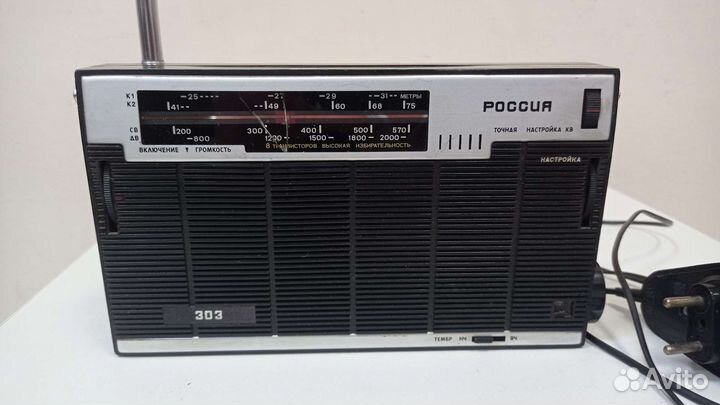 К1 25 27 29 31 МЕТРЫ
К2 41 49 60 68 75
РОССИЯ
СВ 200 300 400 500 570
ДВ 800 1200 1500 1800 2000
ТОЧНАЯ НАСТРОЙКА КВ
ВКЛЮЧЕНИЕ ▼ ГРОМКОСТЬ
8 ТРАНЗИСТОРОВ ВЫСОКАЯ ИЗБИРАТЕЛЬНОСТЬ
НАСТРОЙКА
303
ТЕМБР НЧ ВЧ
Avito